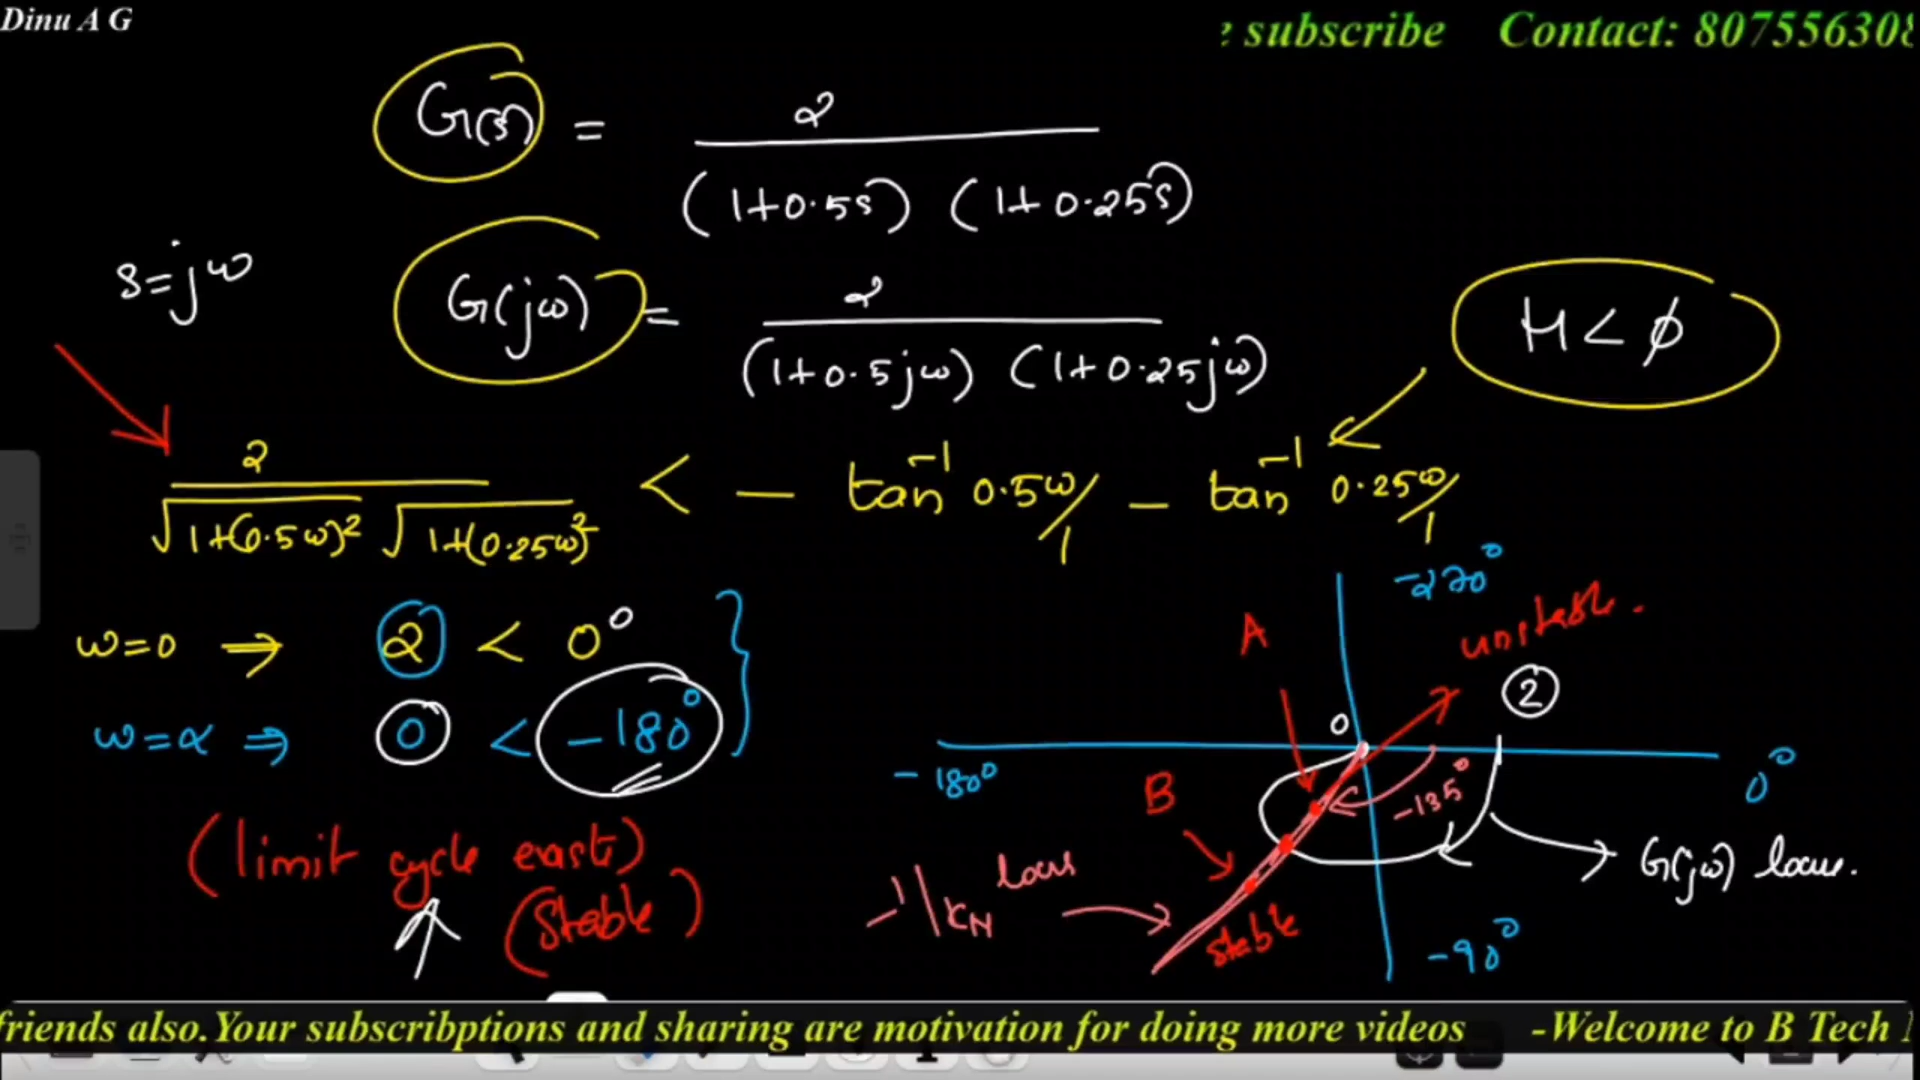 Dinu A G
e subscribe Contact: 807556308
G(s) = 2 / (1+0.5s) (1+0.25s)
s=jω
G(jω) = 2 / (1+0.5jω) (1+0.25jω)
M<ϕ
2 / √1+(0.5ω)² √1+(0.25ω)² < - tan⁻¹ 0.5ω/1 - tan⁻¹ 0.25ω/1
ω=0 ⇒ 2 < 0°
ω=α ⇒ 0 < -180°
(limit cycle exist)
(Stable)
-270°
A
unstable.
2
0
-180°
0°
B
-135°
G(jω) locus.
-1/KN locus
stable
-90°
friends also.Your subscribptions and sharing are motivation for doing more videos -Welcome to B Tech